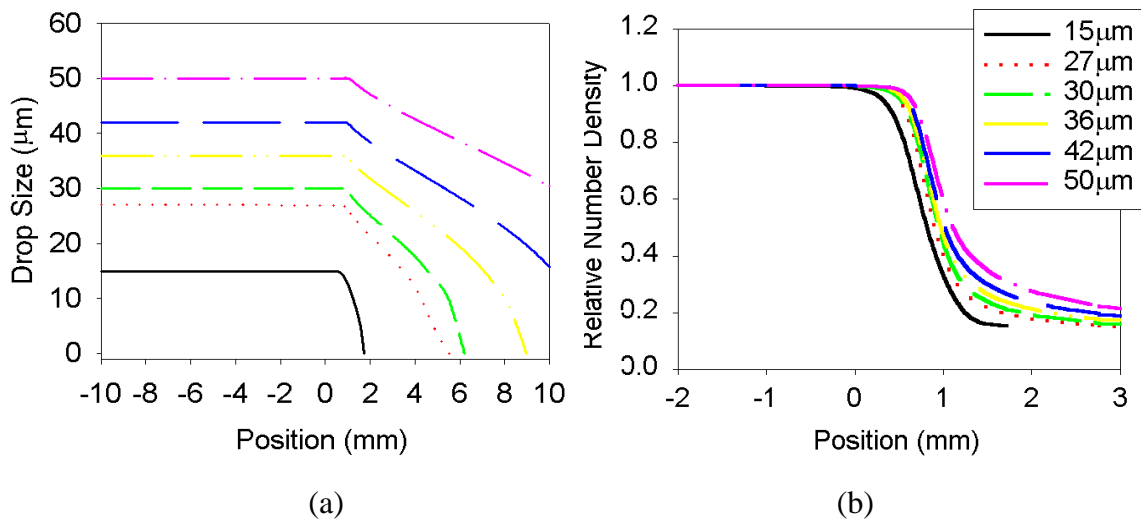 60
50
40
30
20
10
0
Drop Size (μm)
-10 -8 -6 -4 -2 0 2 4 6 8 10
Position (mm)
(a)
1.2
1.0
0.8
0.6
0.4
0.2
0.0
Relative Number Density
-2 -1 0 1 2 3
Position (mm)
(b)
15μm
27μm
30μm
36μm
42μm
50μm